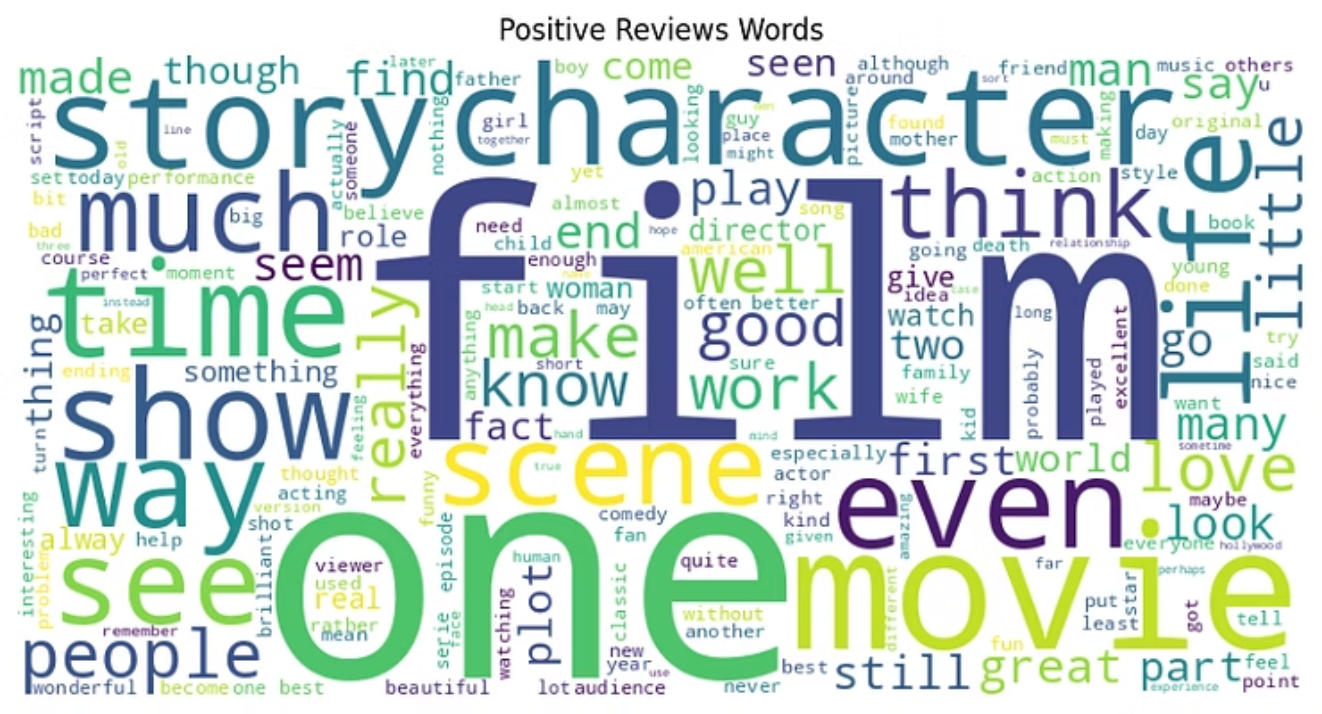 Positive Reviews Words
made though find later father boy come seen although around sort friend man music others
story character say u
script line old actually someone nothing girl together looking guy own place might picture found mother must making day original
set today performance yet play think action style life little
bit much big believe role almost song
bad need child end hope director american going death relationship book
three course perfect seem film enough name well give idea case young done
moment time instead start woman often better
take head back may good watch long go try
thing make short two said
ending something know sure family nice
show really everything anything work wife kid probably played excellent want
turn feeling fact hand mind many
way scene especially first world love sometime
thought true actor
acting right maybe
version shot funny comedy kind even look
interesting alway help episode fan given amazing everyone hollywood
problem see brilliant viewer one human quite movie far perhaps
used real rather mean serie face watching plot classic without another different put least star got tell
remember people new fun
year use best still great part feel
wonderful become one best beautiful lot audience never experience point